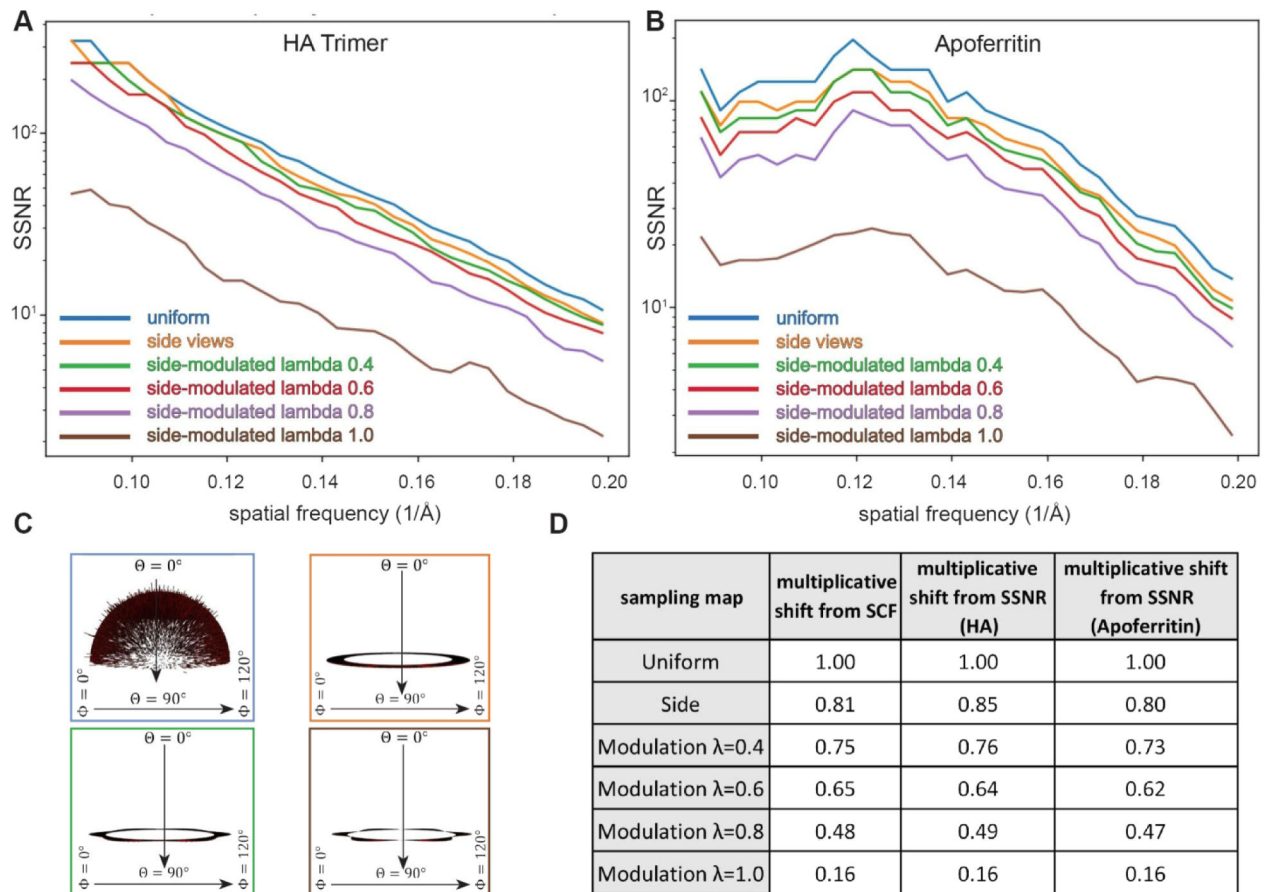 A
HA Trimer
SSNR
10²
10¹
uniform
side views
side-modulated lambda 0.4
side-modulated lambda 0.6
side-modulated lambda 0.8
side-modulated lambda 1.0
0.10 0.12 0.14 0.16 0.18 0.20
spatial frequency (1/Å)
B
Apoferritin
SSNR
10²
10¹
uniform
side views
side-modulated lambda 0.4
side-modulated lambda 0.6
side-modulated lambda 0.8
side-modulated lambda 1.0
0.10 0.12 0.14 0.16 0.18 0.20
spatial frequency (1/Å)
C
Θ = 0°
Φ = 0°
Θ = 90°
Φ = 120°
Θ = 0°
Φ = 0°
Θ = 90°
Φ = 120°
Θ = 0°
Φ = 0°
Θ = 90°
Φ = 120°
Θ = 0°
Φ = 0°
Θ = 90°
Φ = 120°
D
sampling map
multiplicative
shift from SCF
multiplicative
shift from SSNR
(HA)
multiplicative shift
from SSNR
(Apoferritin)
Uniform 1.00 1.00 1.00
Side 0.81 0.85 0.80
Modulation λ=0.4 0.75 0.76 0.73
Modulation λ=0.6 0.65 0.64 0.62
Modulation λ=0.8 0.48 0.49 0.47
Modulation λ=1.0 0.16 0.16 0.16